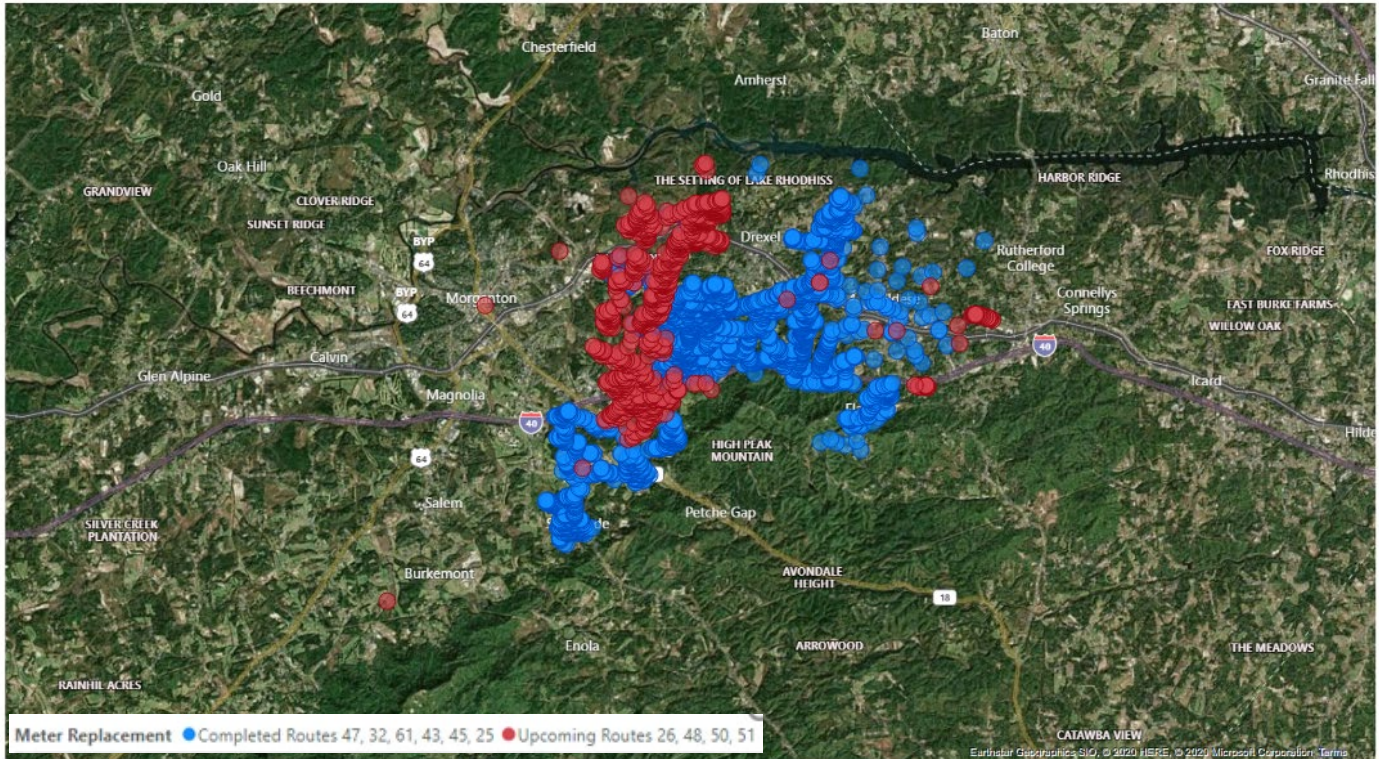 Baton
Chesterfield
Amherst
Granite Fall
Gold
Oak Hill
Rhodhis
THE SETTING OF LAKE RHODHISS
HARBOR RIDGE
GRANDVIEW
CLOVER RIDGE
SUNSET RIDGE
Drexel
BYP
64
Rutherford
College
FOX RIDGE
BEECHMONT
BYP
64
Morganton
Connellys
Springs
EAST BURKE FARMS
WILLOW OAK
40
Calvin
Glen Alpine
Icard
Magnolia
40
Hilde
HIGH PEAK
MOUNTAIN
64
Salem
Petche Gap
SILVER CREEK
PLANTATION
Burkemont
AVONDALE
HEIGHT
18
Enola
ARROWOOD
THE MEADOWS
RAINHIL ACRES
Meter Replacement Completed Routes 47, 32, 61, 43, 45, 25 Upcoming Routes 26, 48, 50, 51
CATAWBA VIEW
Earthstar Geographics SIO, © 2020 HERE, © 2020 Microsoft Corporation Terms